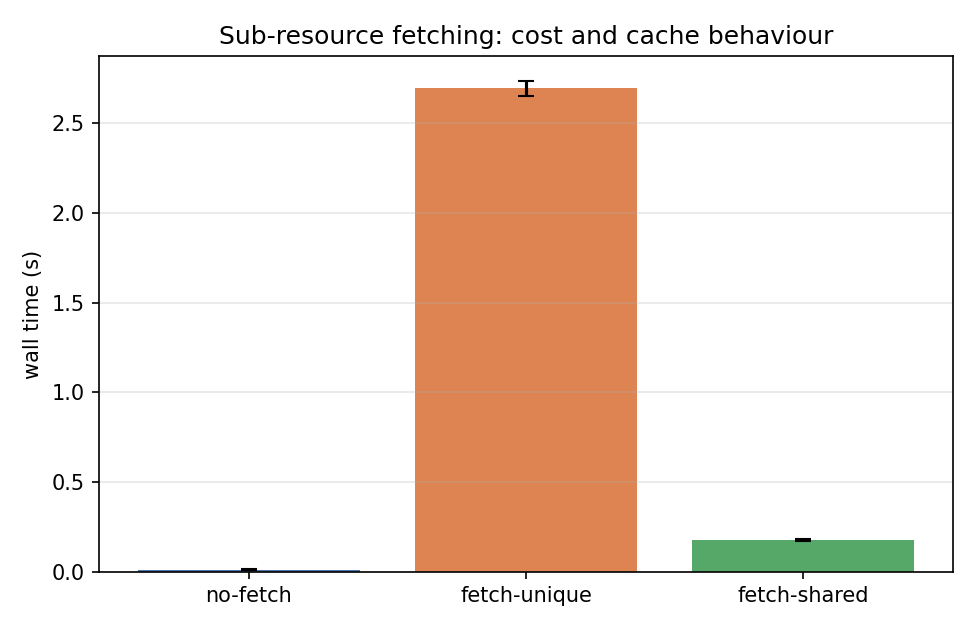 Sub-resource fetching: cost and cache behaviour
wall time (s)
2.5
2.0
1.5
1.0
0.5
0.0
no-fetch
fetch-unique
fetch-shared